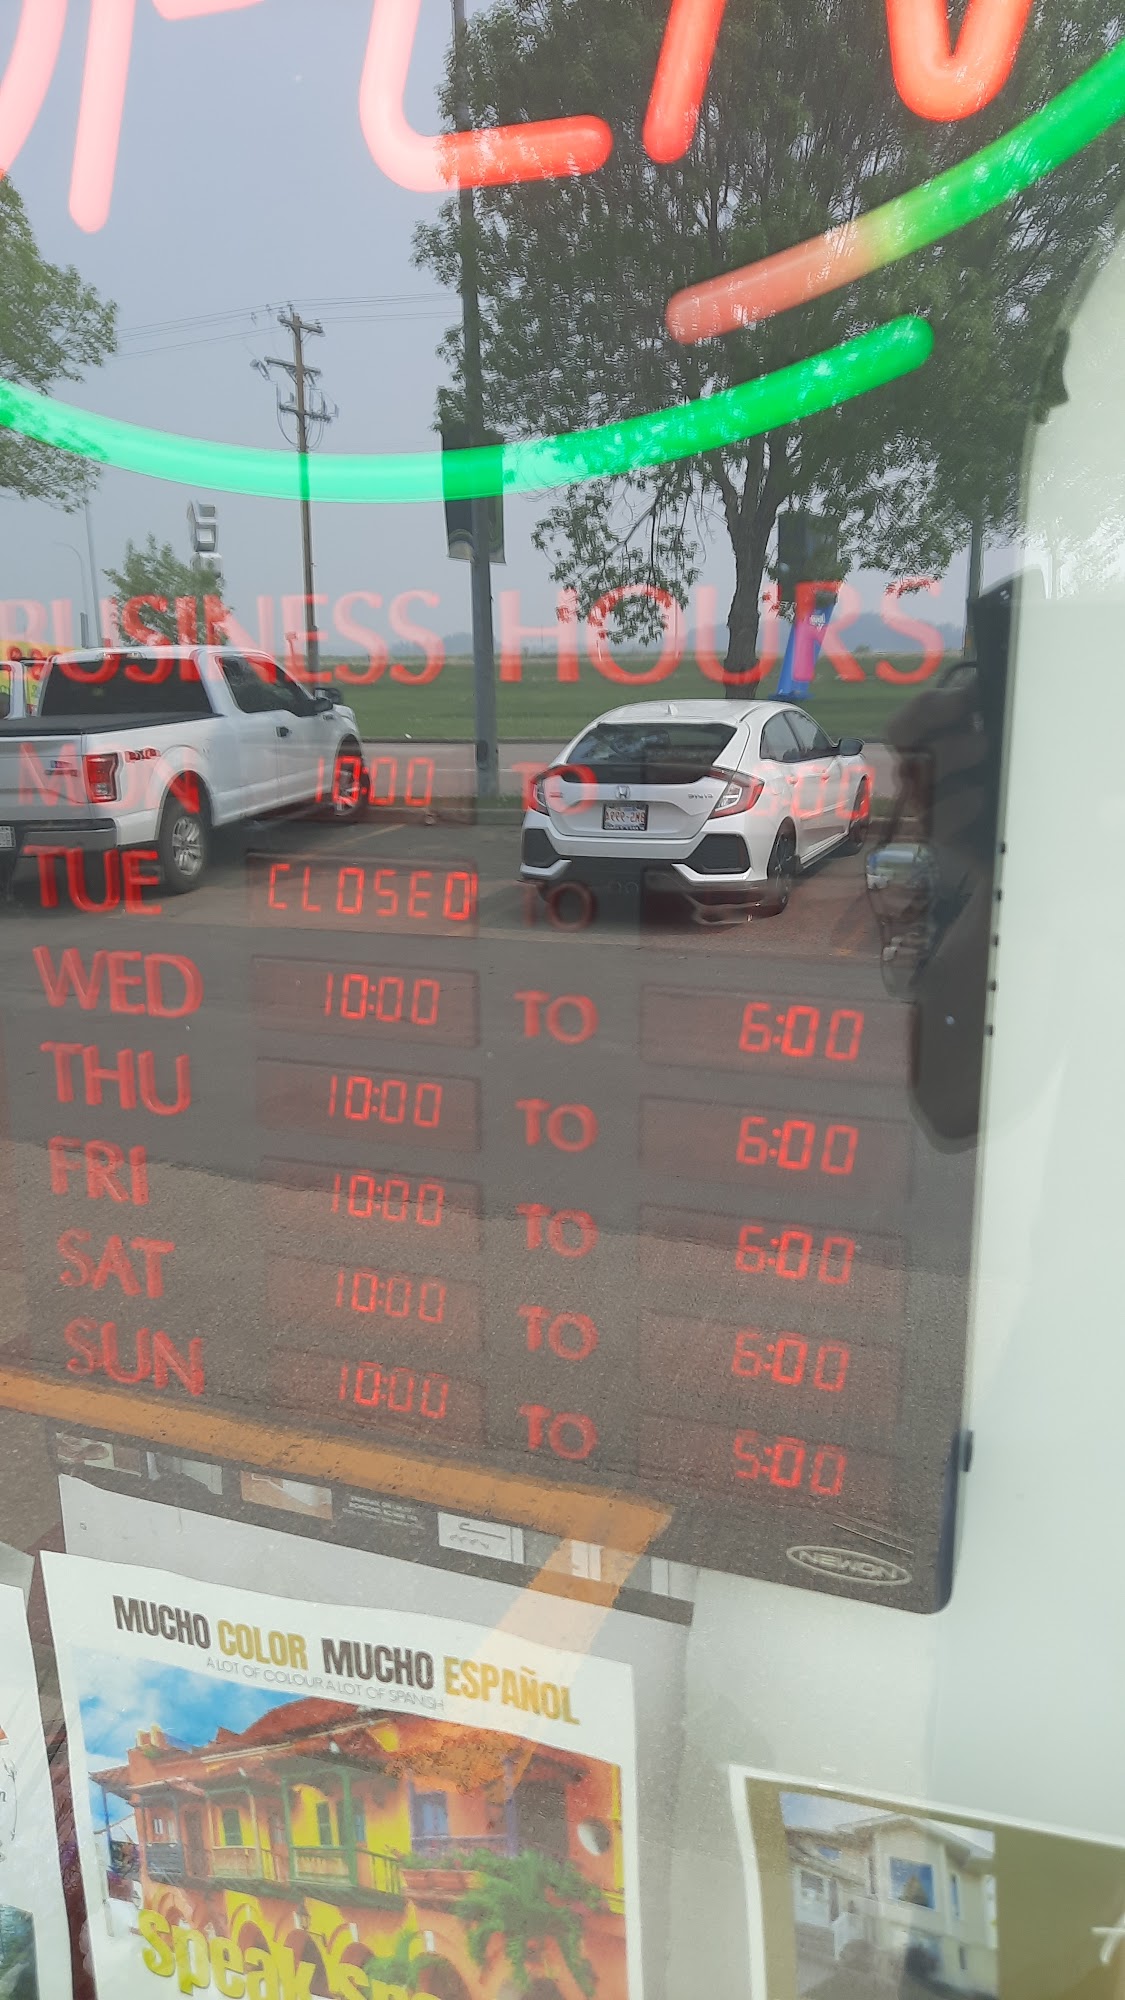 OPEN
BUSINESS HOURS
MON 10:00 TO
TUE CLOSED TO
WED 10:00 TO 6:00
THU 10:00 TO 6:00
FRI 10:00 TO 6:00
SAT 10:00 TO 6:00
SUN 10:00 TO 5:00
NEWON
MUCHO COLOR MUCHO ESPAÑOL
A LOT OF COLOUR A LOT OF SPANISH
speak